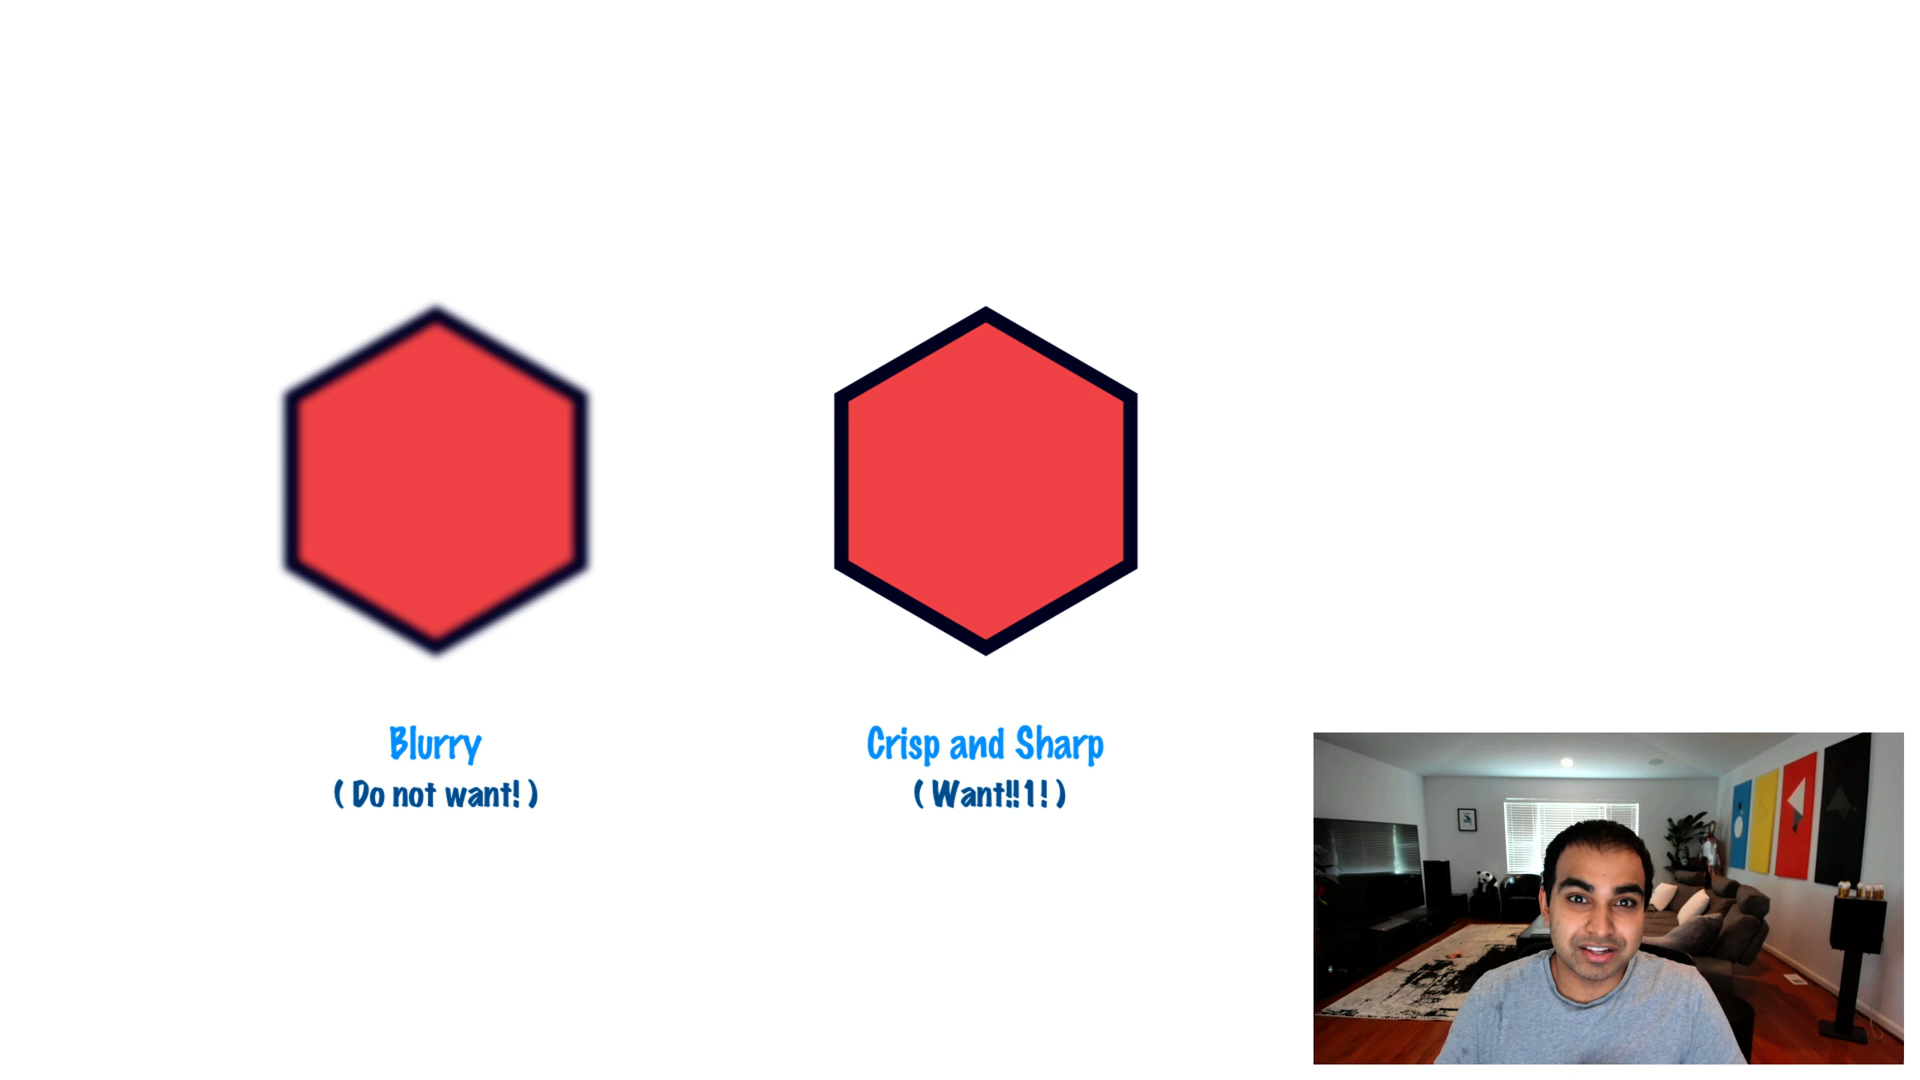 Blurry
( Do not want! )
Crisp and Sharp
( Want!!1! )